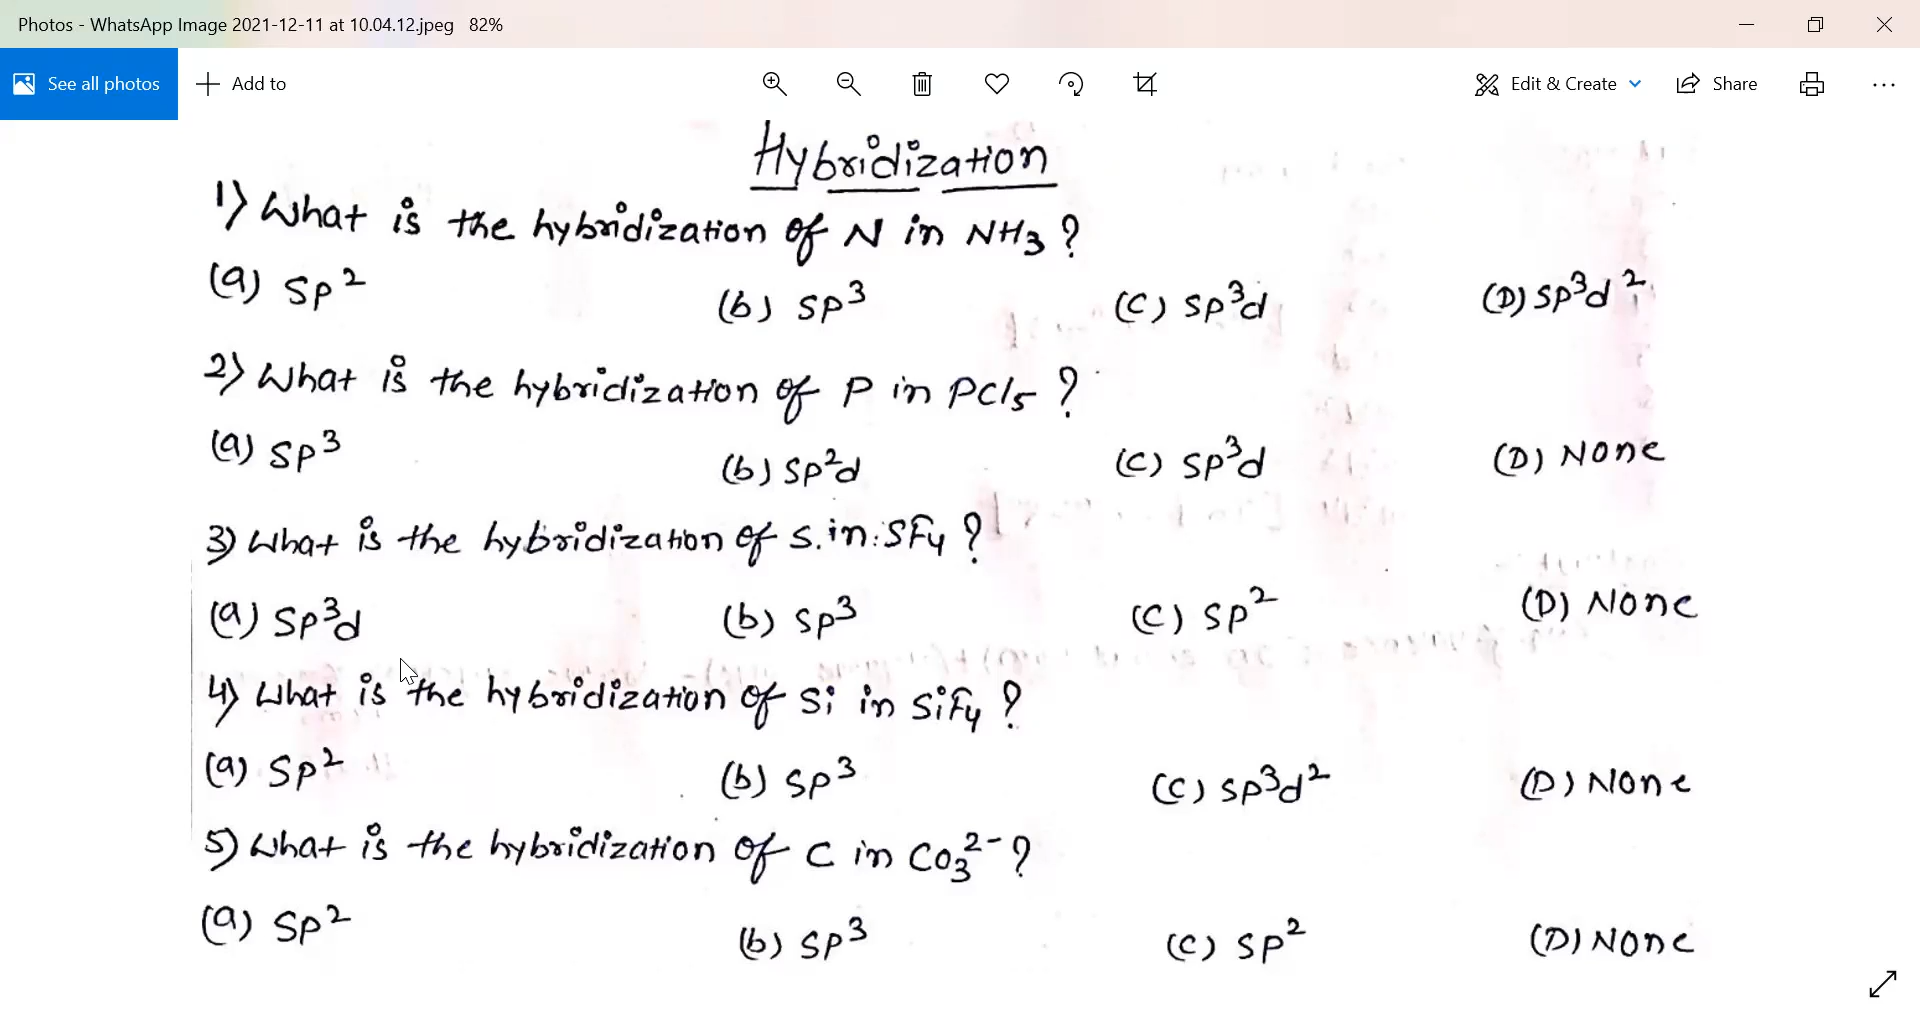 Photos - WhatsApp Image 2021-12-11 at 10.04.12.jpeg 82%
See all photos Add to Edit & Create Share
Hybridization
1) What is the hybridization of N in NH3 ?
(a) Sp2 (b) SP3 (C) SP3d (D) SP3d2
2) What is the hybridization of P in PCl5 ?
(a) SP3 (b) SP2d (C) SP3d (D) None
3) What is the hybridization of S. in SF4 ?
(a) SP3d (b) SP3 (C) SP2 (D) None
4) What is the hybridization of Si in SiF4 ?
(a) SP2 (b) SP3 (C) SP3d2 (D) None
5) What is the hybridization of C in CO3 2- ?
(a) SP2 (b) SP3 (C) SP2 (D) None